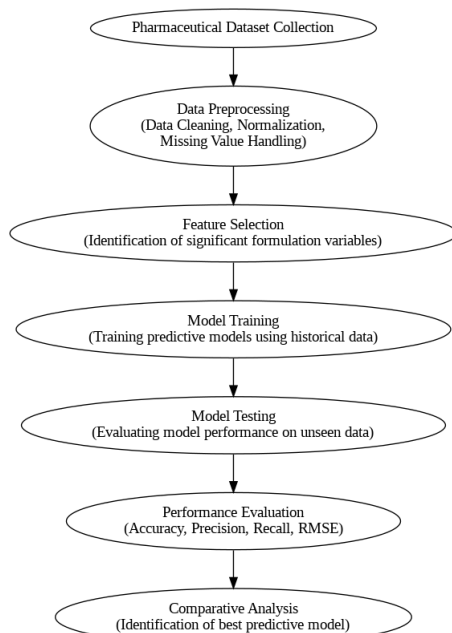 Pharmaceutical Dataset Collection
Data Preprocessing
(Data Cleaning, Normalization,
Missing Value Handling)
Feature Selection
(Identification of significant formulation variables)
Model Training
(Training predictive models using historical data)
Model Testing
(Evaluating model performance on unseen data)
Performance Evaluation
(Accuracy, Precision, Recall, RMSE)
Comparative Analysis
(Identification of best predictive model)